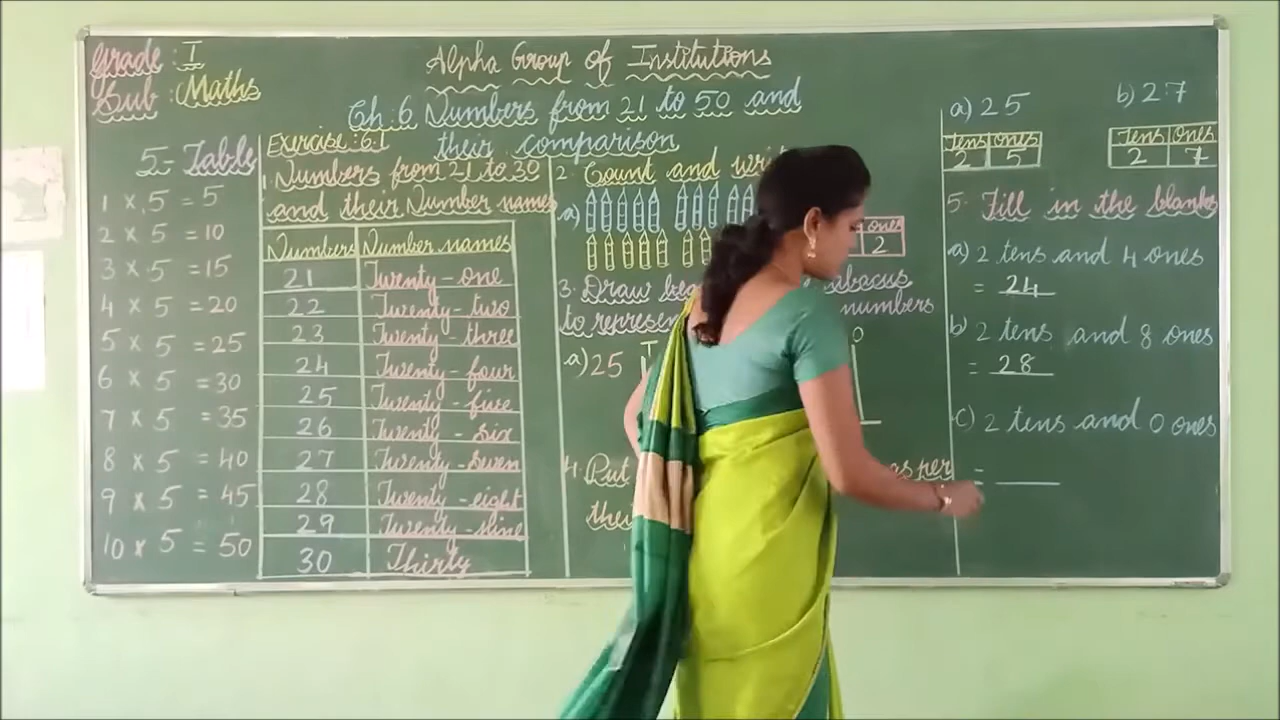 Grade : I
Sub : Maths
Alpha Group of Institutions
Ch: 6 Numbers from 21 to 50 and
their comparison
5- Table
1 × 5 = 5
2 × 5 = 10
3 × 5 = 15
4 × 5 = 20
5 × 5 = 25
6 × 5 = 30
7 × 5 = 35
8 × 5 = 40
9 × 5 = 45
10 × 5 = 50
Exercise: 6.1
1. Numbers from 21 to 30
and their Number names
Numbers Number names
21 Twenty-one
22 Twenty-two
23 Twenty-three
24 Twenty-four
25 Twenty-five
26 Twenty-six
27 Twenty-seven
28 Twenty-eight
29 Twenty-nine
30 Thirty
2. Count and
a)
ones
2
3. Draw abacus
to numbers
a) 25 T O
4. Put as per
a) 25 b) 27
Tens ones Tens ones
2 5 2 7
5. Fill in the blanks
a) 2 tens and 4 ones
= 24
b) 2 tens and 8 ones
= 28
c) 2 tens and 0 ones
= ____